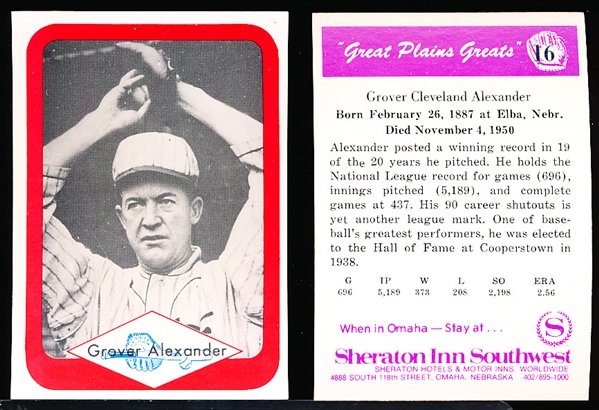 Grover Alexander
"Great Plains Greats"
16
Grover Cleveland Alexander
Born February 26, 1887 at Elba, Nebr.
Died November 4, 1950
Alexander posted a winning record in 19
of the 20 years he pitched. He holds the
National League record for games (696),
innings pitched (5,189), and complete
games at 437. His 90 career shutouts is
yet another league mark. One of base-
ball's greatest performers, he was elected
to the Hall of Fame at Cooperstown in
1938.
G IP W L SO ERA
696 5,189 373 208 2,198 2.56
When in Omaha — Stay at . . .
S
Sheraton Inn Southwest
SHERATON HOTELS & MOTOR INNS, WORLDWIDE
4888 SOUTH 118th STREET, OMAHA, NEBRASKA 402/895-1000